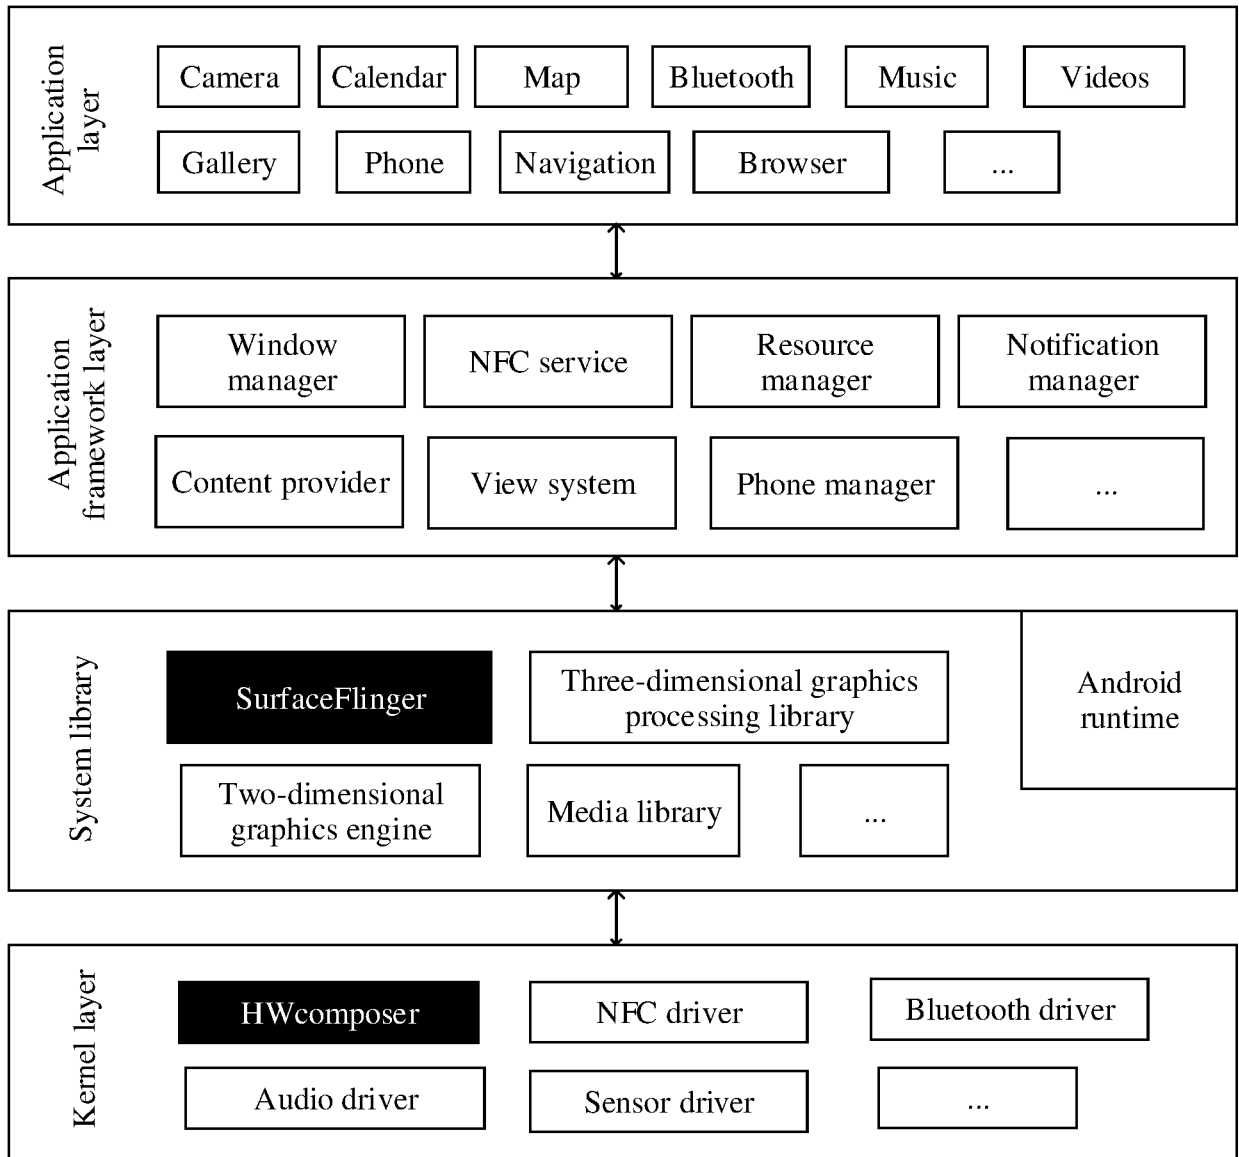 Application
layer
Camera
Calendar
Map
Bluetooth
Music
Videos
Gallery
Phone
Navigation
Browser
...
Application
framework layer
Window
manager
NFC service
Resource
manager
Notification
manager
Content provider
View system
Phone manager
...
System library
SurfaceFlinger
Three-dimensional graphics
processing library
Android
runtime
Two-dimensional
graphics engine
Media library
...
Kernel layer
HWcomposer
NFC driver
Bluetooth driver
Audio driver
Sensor driver
...